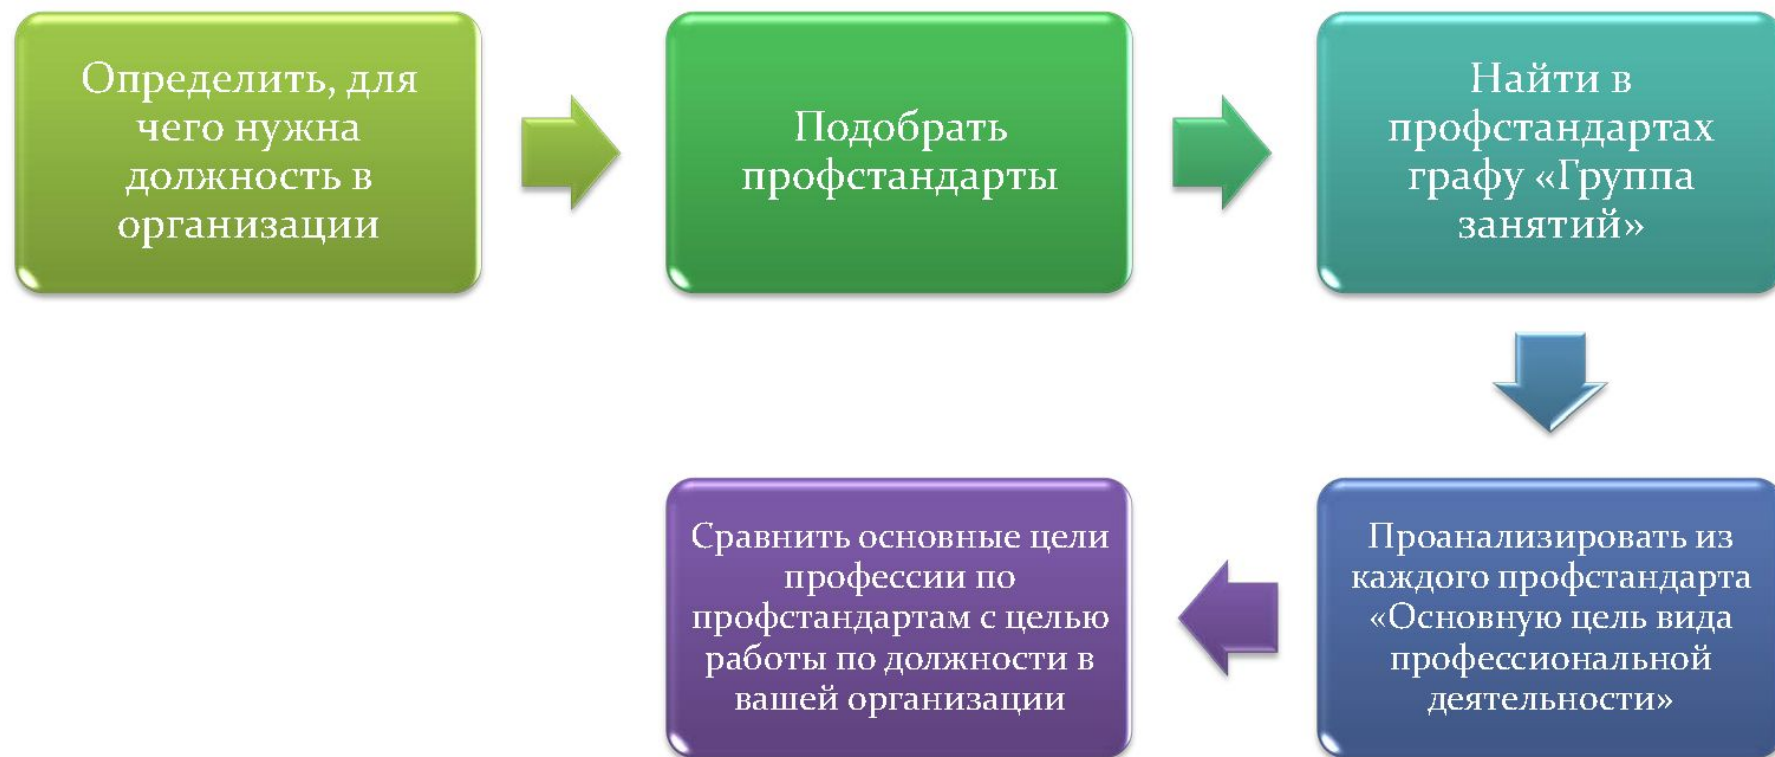 Определить, для
чего нужна
должность в
организации
Подобрать
профстандарты
Найти в
профстандартах
графу «Группа
занятий»
Проанализировать из
каждого профстандарта
«Основную цель вида
профессиональной
деятельности»
Сравнить основные цели
профессии по
профстандартам с целью
работы по должности в
вашей организации